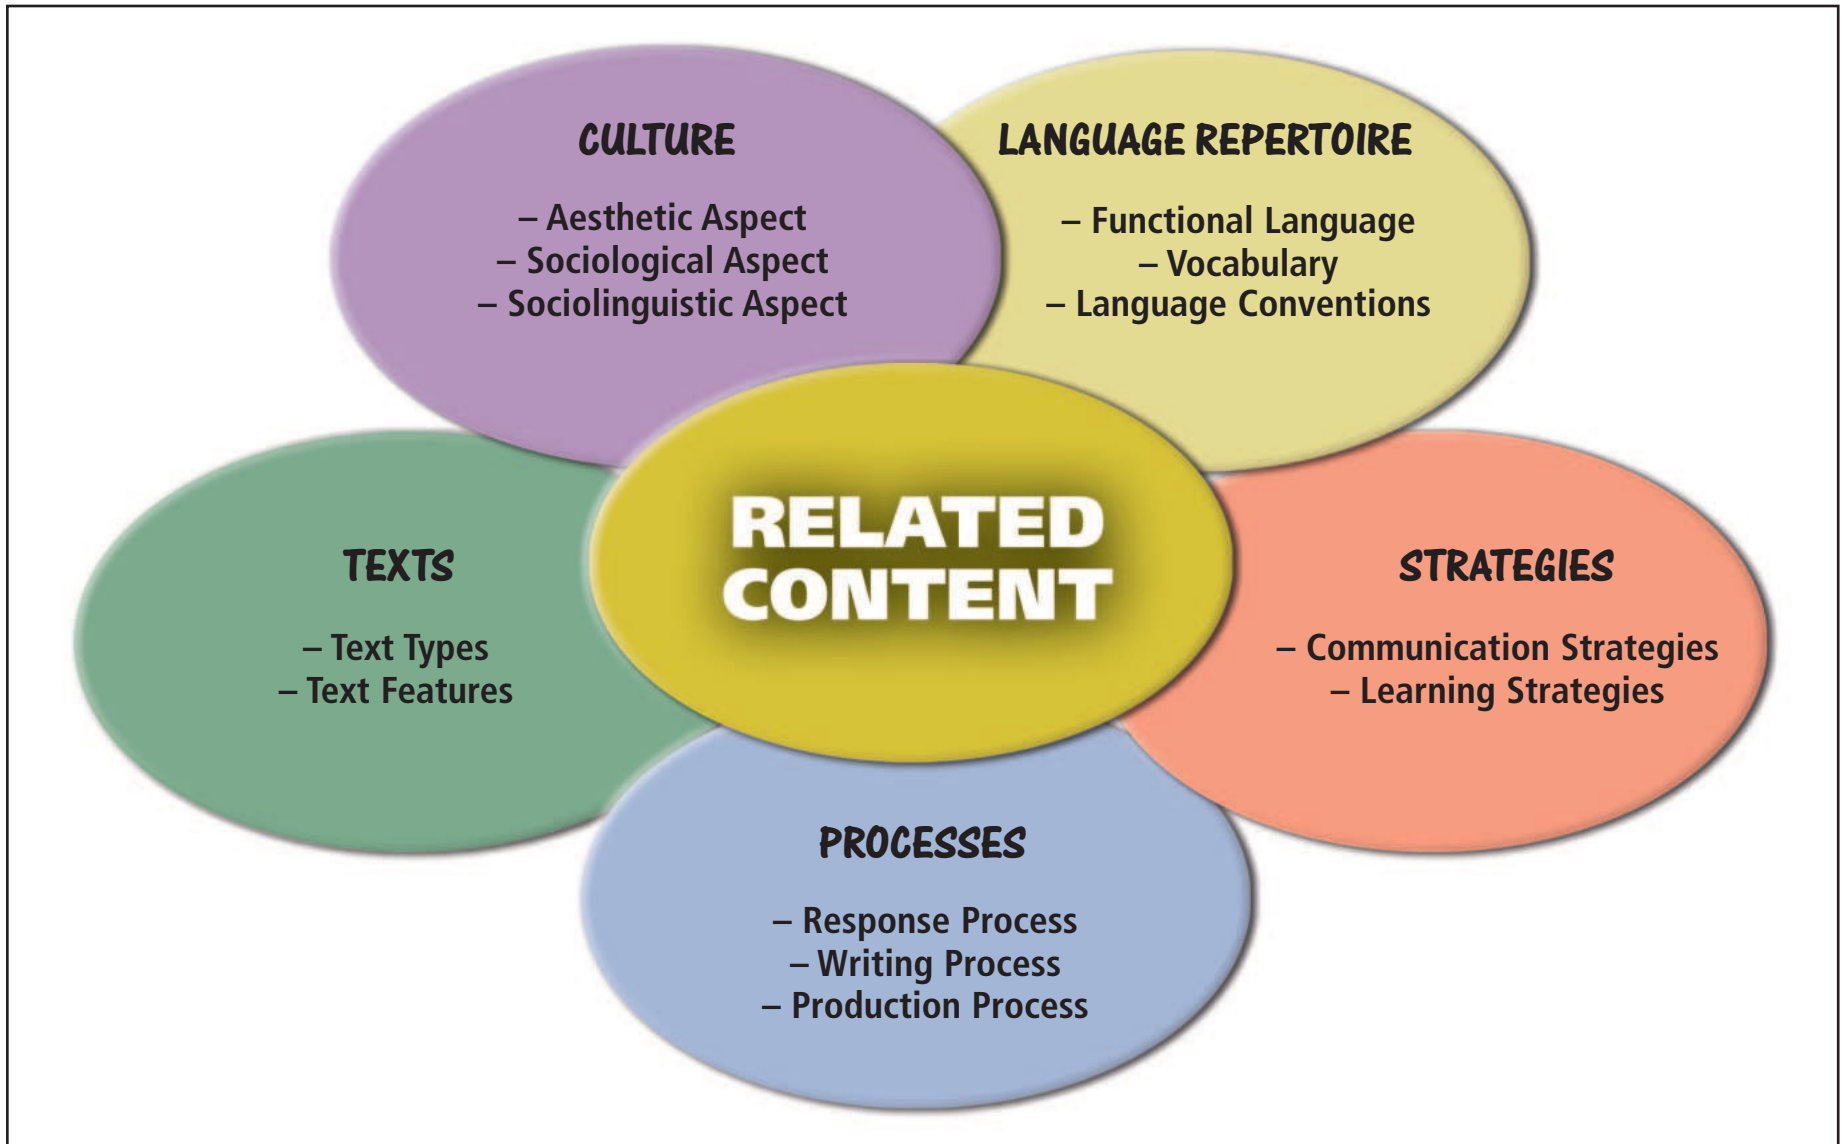 CULTURE
– Aesthetic Aspect
– Sociological Aspect
– Sociolinguistic Aspect
LANGUAGE REPERTOIRE
– Functional Language
– Vocabulary
– Language Conventions
RELATED
CONTENT
TEXTS
– Text Types
– Text Features
STRATEGIES
– Communication Strategies
– Learning Strategies
PROCESSES
– Response Process
– Writing Process
– Production Process